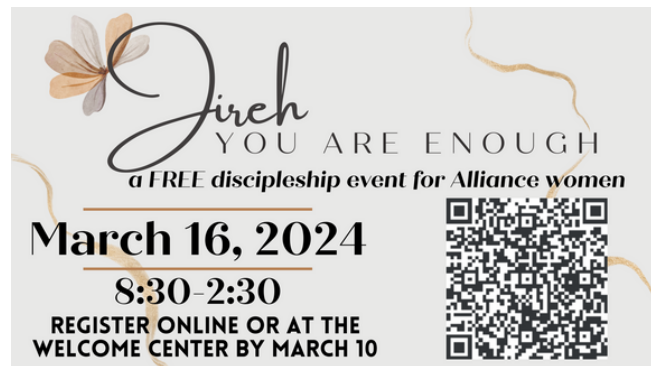 Jireh
YOU ARE ENOUGH
a FREE discipleship event for Alliance women
March 16, 2024
8:30-2:30
REGISTER ONLINE OR AT THE
WELCOME CENTER BY MARCH 10